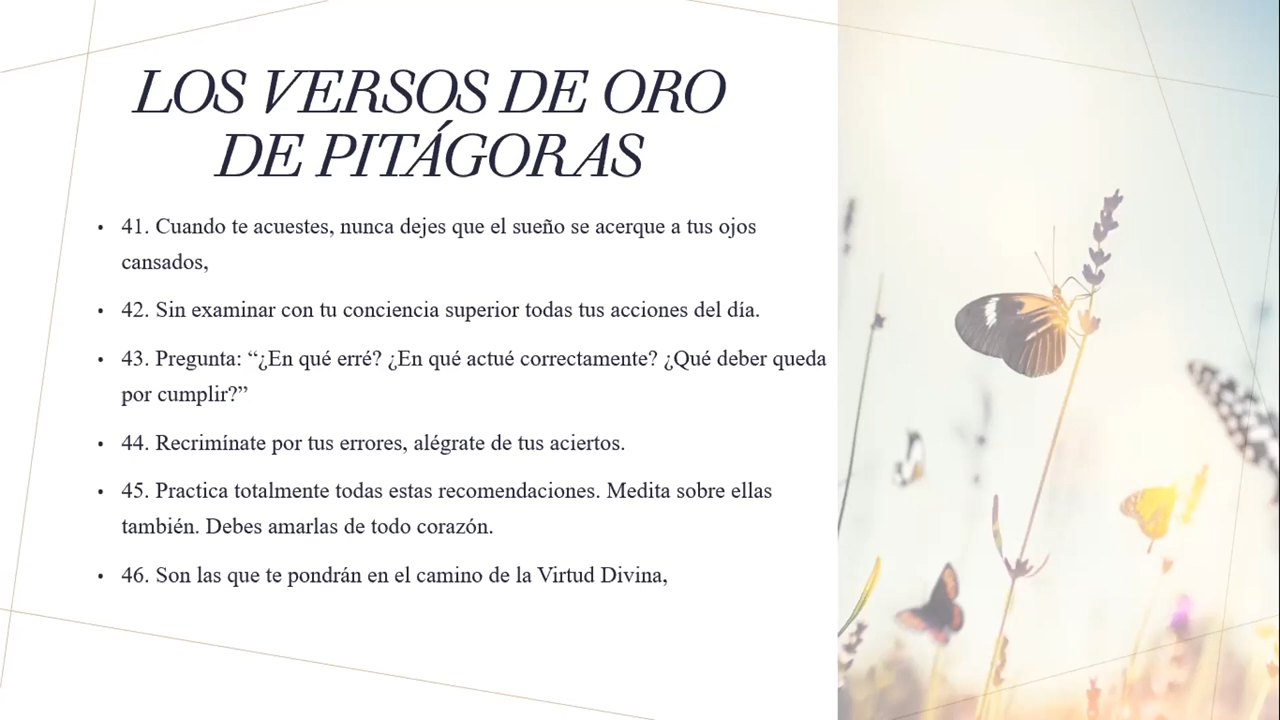 LOS VERSOS DE ORO
DE PITÁGORAS
• 41. Cuando te acuestes, nunca dejes que el sueño se acerque a tus ojos
cansados,
• 42. Sin examinar con tu conciencia superior todas tus acciones del día.
• 43. Pregunta: “¿En qué erré? ¿En qué actué correctamente? ¿Qué deber queda
por cumplir?”
• 44. Recrimínate por tus errores, alégrate de tus aciertos.
• 45. Practica totalmente todas estas recomendaciones. Medita sobre ellas
también. Debes amarlas de todo corazón.
• 46. Son las que te pondrán en el camino de la Virtud Divina,